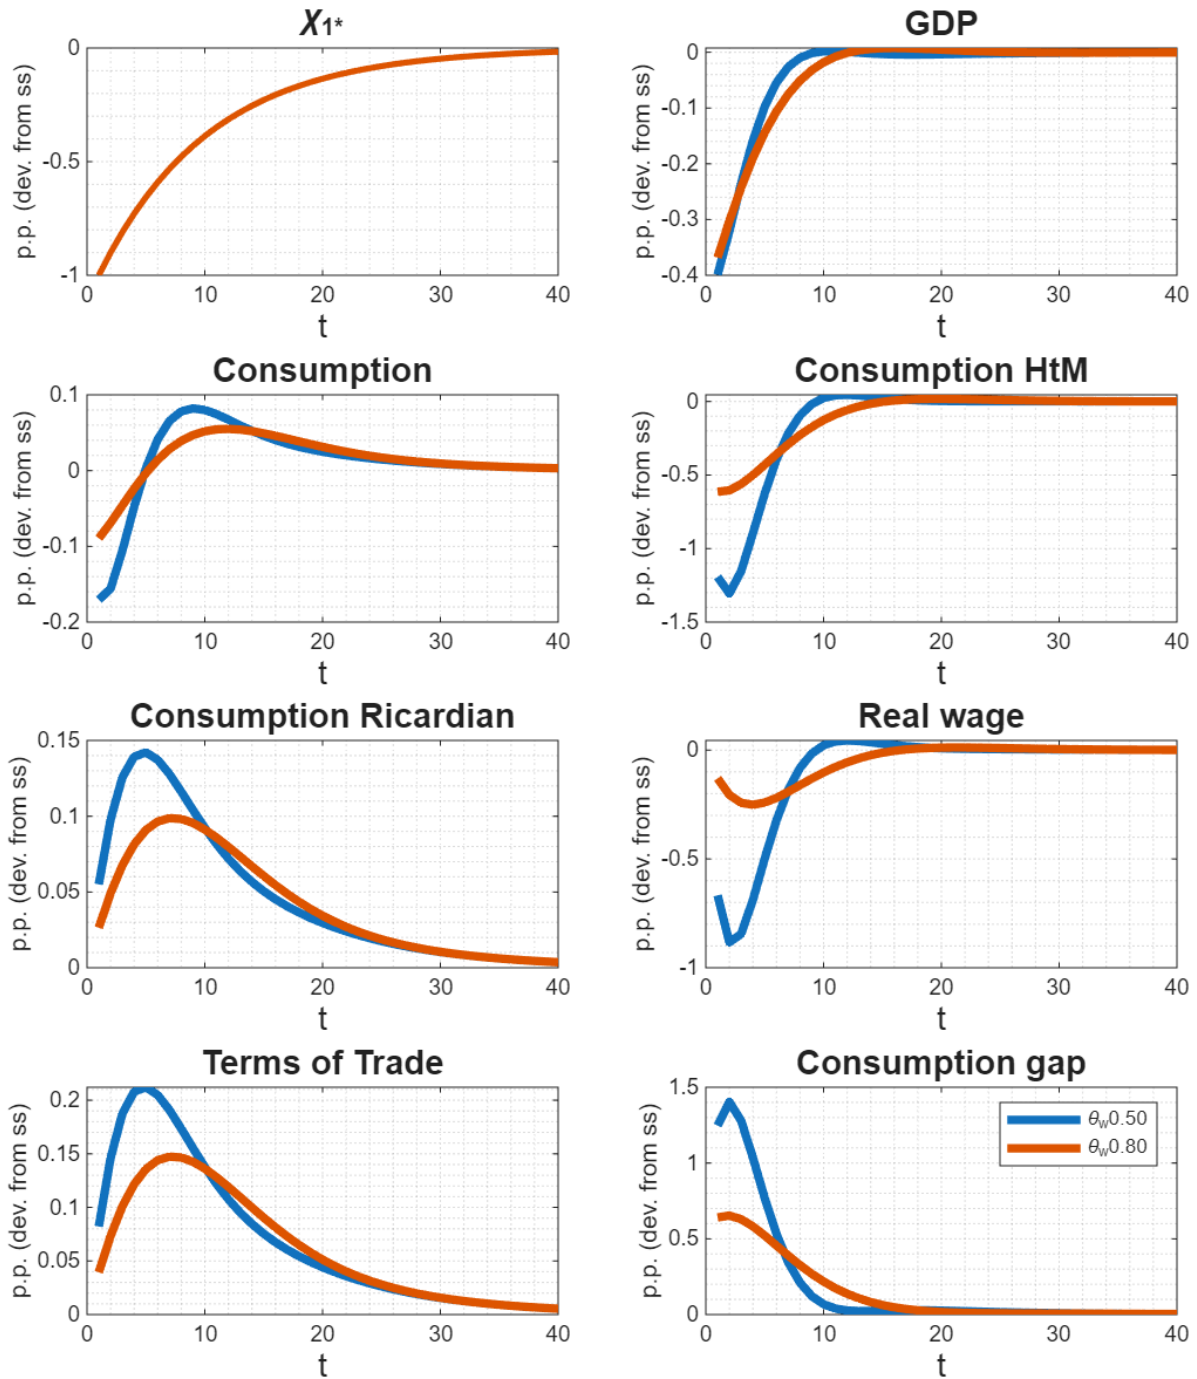 X1*
p.p. (dev. from ss)
0
-0.5
-1
0 10 20 30 40
t
GDP
p.p. (dev. from ss)
0
-0.1
-0.2
-0.3
-0.4
0 10 20 30 40
t
Consumption
p.p. (dev. from ss)
0.1
0
-0.1
-0.2
0 10 20 30 40
t
Consumption HtM
p.p. (dev. from ss)
0
-0.5
-1
-1.5
0 10 20 30 40
t
Consumption Ricardian
p.p. (dev. from ss)
0.15
0.1
0.05
0
0 10 20 30 40
t
Real wage
p.p. (dev. from ss)
0
-0.5
-1
0 10 20 30 40
t
Terms of Trade
p.p. (dev. from ss)
0.2
0.15
0.1
0.05
0
0 10 20 30 40
t
Consumption gap
p.p. (dev. from ss)
1.5
1
0.5
0
0 10 20 30 40
t
θw0.50
θw0.80